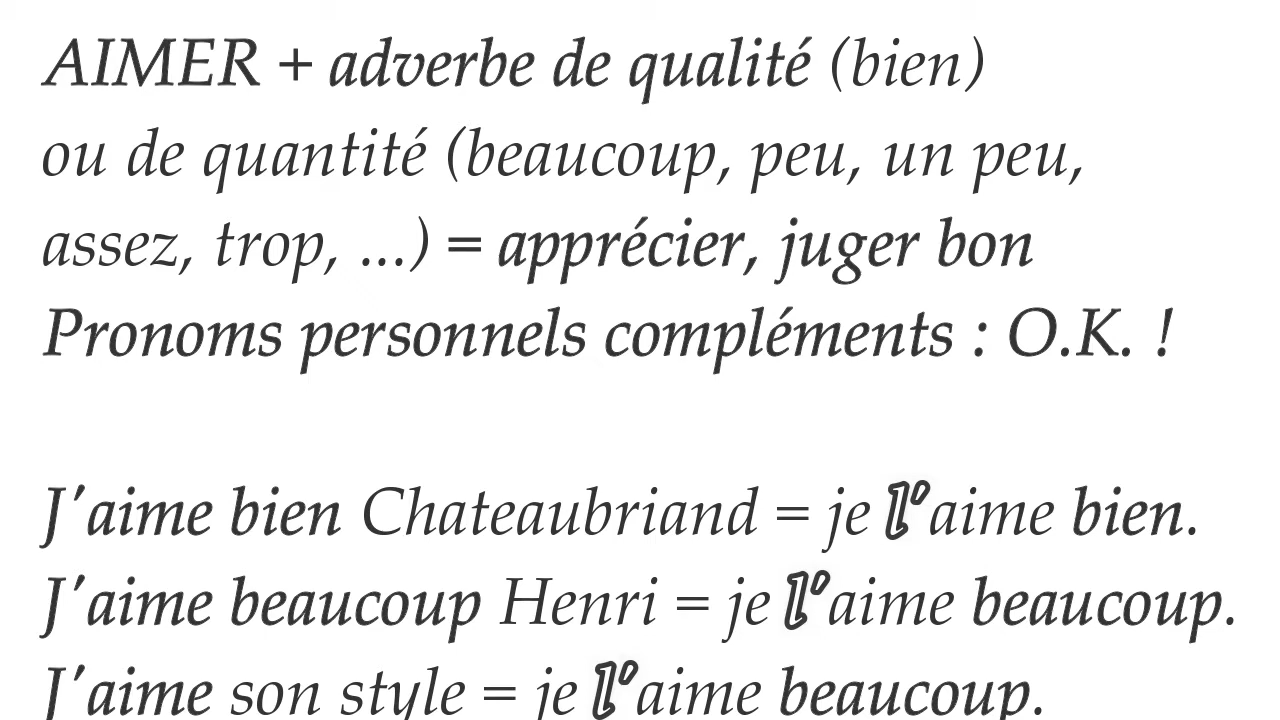 AIMER + adverbe de qualité (bien)
ou de quantité (beaucoup, peu, un peu,
assez, trop, ...) = apprécier, juger bon
Pronoms personnels compléments : O.K. !
J'aime bien Chateaubriand = je l'aime bien.
J'aime beaucoup Henri = je l'aime beaucoup.
J'aime son style = je l'aime beaucoup.